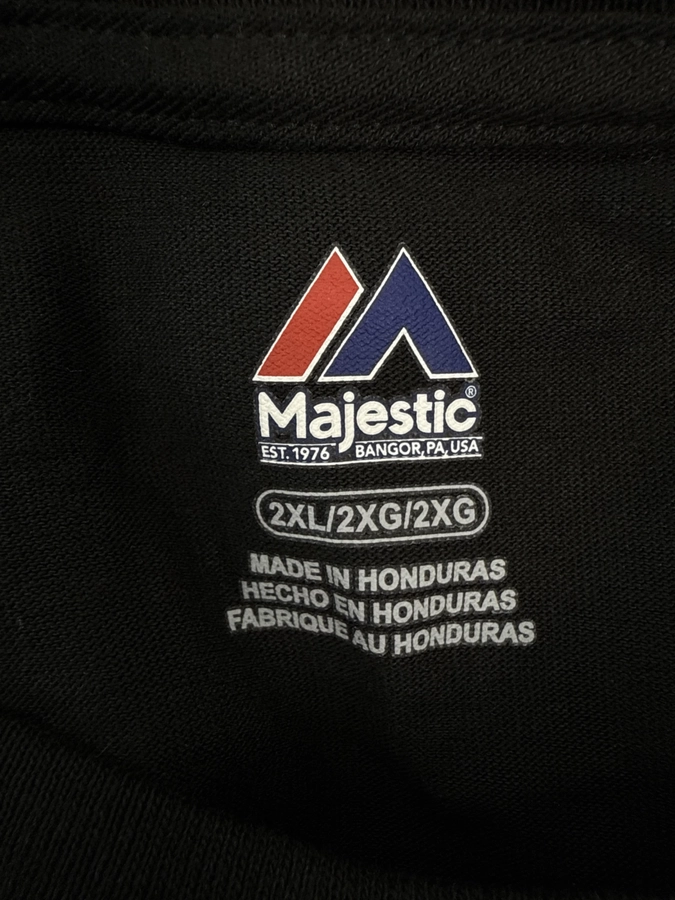 Majestic®
EST. 1976 BANGOR, PA, USA
2XL/2XG/2XG
MADE IN HONDURAS
HECHO EN HONDURAS
FABRIQUE AU HONDURAS